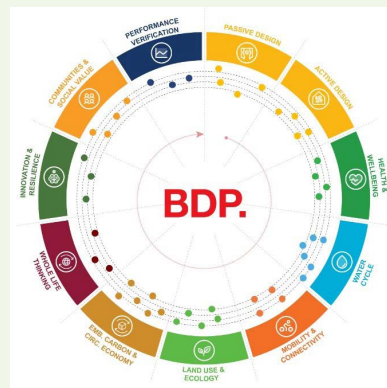 PERFORMANCE
VERIFICATION
PASSIVE DESIGN
ACTIVE DESIGN
HEALTH &
WELLBEING
WATER
CYCLE
MOBILITY &
CONNECTIVITY
LAND USE &
ECOLOGY
EMB. CARBON &
CIRC. ECONOMY
WHOLE LIFE
THINKING
INNOVATION &
RESILIENCE
COMMUNITIES &
SOCIAL VALUE
BDP.